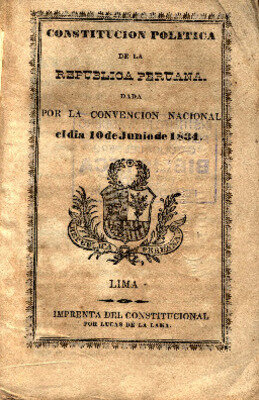 CONSTITUCION POLITICA
DE LA
REPUBLICA PERUANA.
DADA
POR LA CONVENCION NACIONAL
el dia 10 de Junio de 1834.
LIMA
IMPRENTA DEL CONSTITUCIONAL
POR LUCAS DE LA LAMA.